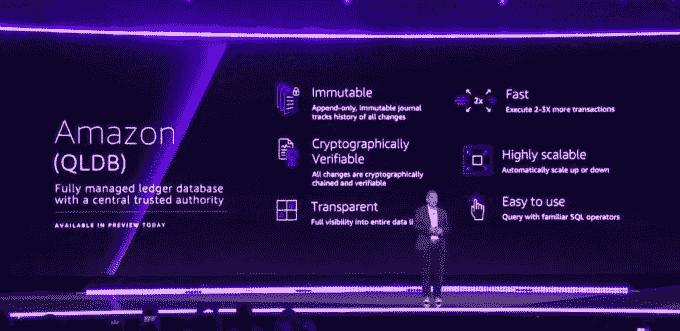 Amazon
(QLDB)
Fully managed ledger database
with a central trusted authority
AVAILABLE IN PREVIEW TODAY
Immutable
Append-only, immutable journal
tracks history of all changes
Cryptographically
Verifiable
All changes are cryptographically
chained and verifiable
Transparent
Full visibility into entire data li
2x
Fast
Execute 2-3X more transactions
Highly scalable
Automatically scale up or down
Easy to use
Query with familiar SQL operators